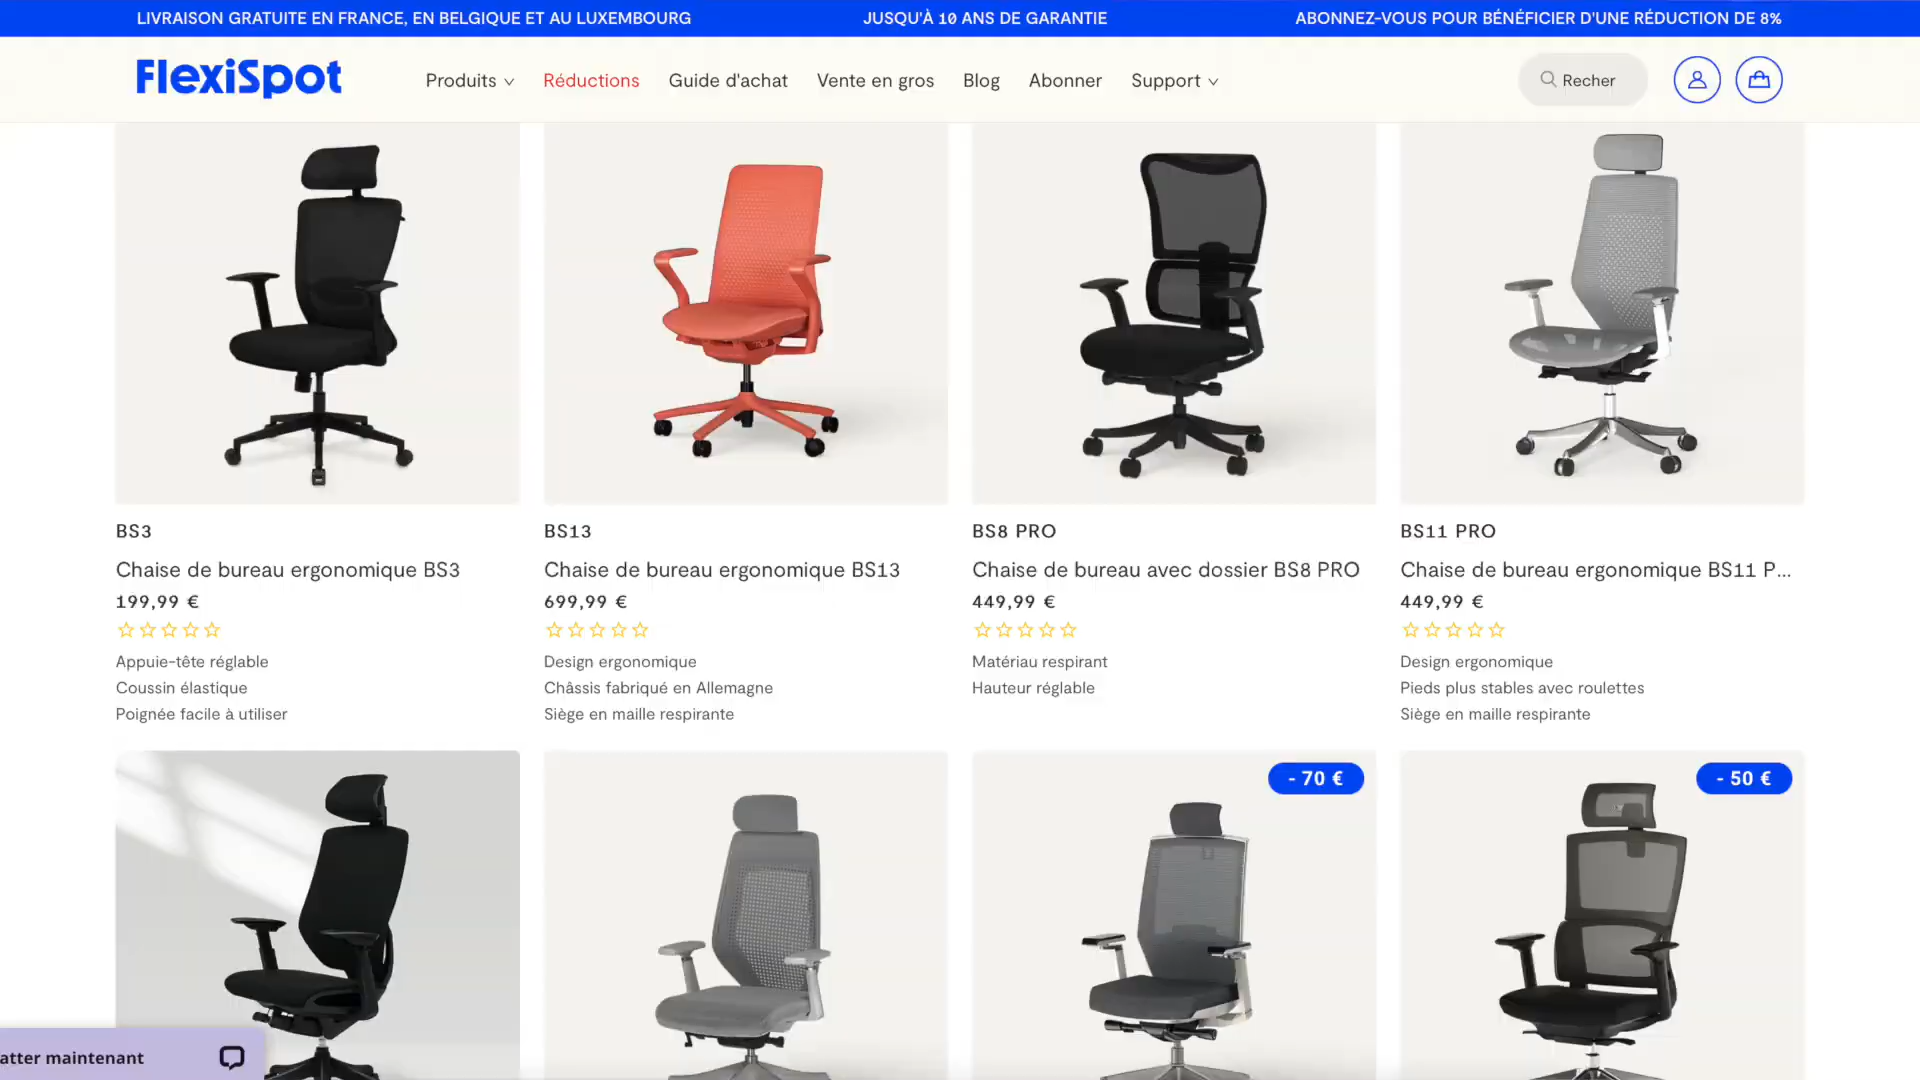 LIVRAISON GRATUITE EN FRANCE, EN BELGIQUE ET AU LUXEMBOURG
JUSQU'À 10 ANS DE GARANTIE
ABONNEZ-VOUS POUR BÉNÉFICIER D'UNE RÉDUCTION DE 8%
FlexiSpot
Produits
Réductions
Guide d'achat
Vente en gros
Blog
Abonner
Support
Recher
BS3
Chaise de bureau ergonomique BS3
199,99 €
Appuie-tête réglable
Coussin élastique
Poignée facile à utiliser
BS13
Chaise de bureau ergonomique BS13
699,99 €
Design ergonomique
Châssis fabriqué en Allemagne
Siège en maille respirante
BS8 PRO
Chaise de bureau avec dossier BS8 PRO
449,99 €
Matériau respirant
Hauteur réglable
BS11 PRO
Chaise de bureau ergonomique BS11 P...
449,99 €
Design ergonomique
Pieds plus stables avec roulettes
Siège en maille respirante
- 70 €
- 50 €
atter maintenant